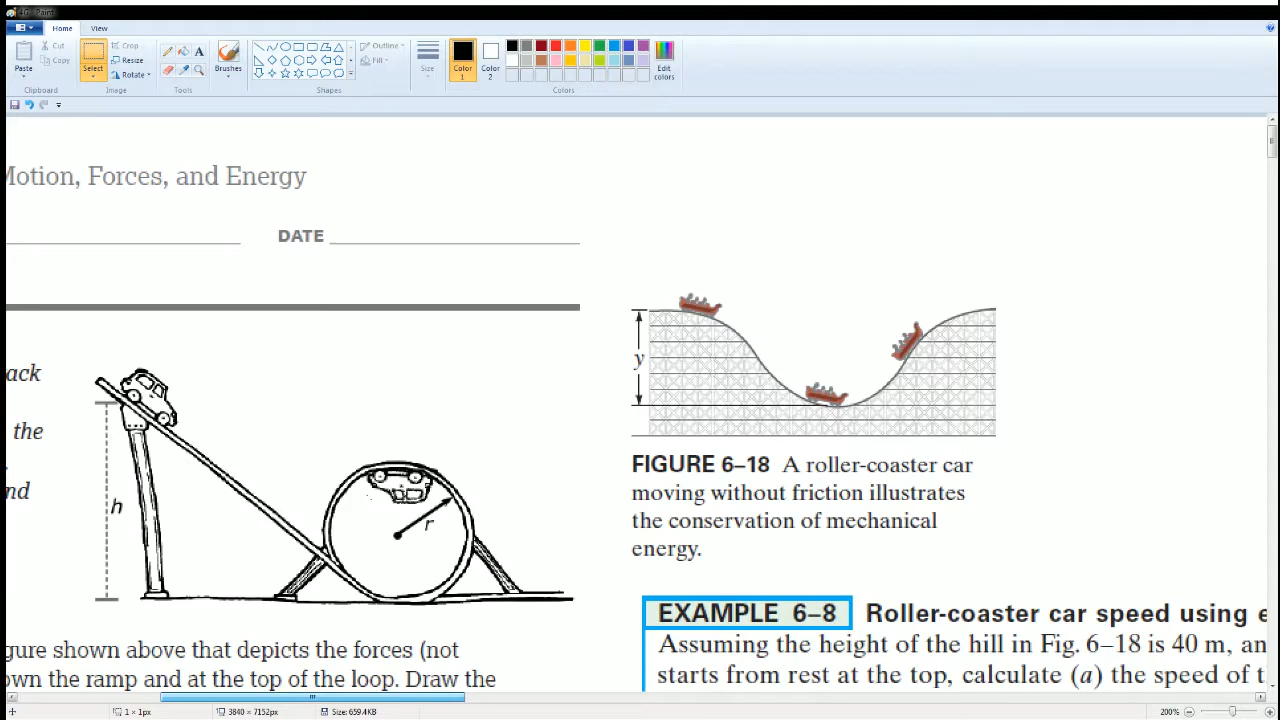 4G - Paint
Home View
Paste
Cut
Copy
Clipboard
Select
Crop
Resize
Rotate
Image
A
Tools
Brushes
Outline
Fill
Shapes
Size
Color
1
Color
2
Edit
colors
Colors
Motion, Forces, and Energy
DATE
ack
the
nd
h
r
gure shown above that depicts the forces (not
own the ramp and at the top of the loop. Draw the
y
FIGURE 6–18 A roller-coaster car
moving without friction illustrates
the conservation of mechanical
energy.
EXAMPLE 6–8 Roller-coaster car speed using e
Assuming the height of the hill in Fig. 6–18 is 40 m, an
starts from rest at the top, calculate (a) the speed of t
1 × 1px
3840 × 7152px
Size: 659.4KB
200%